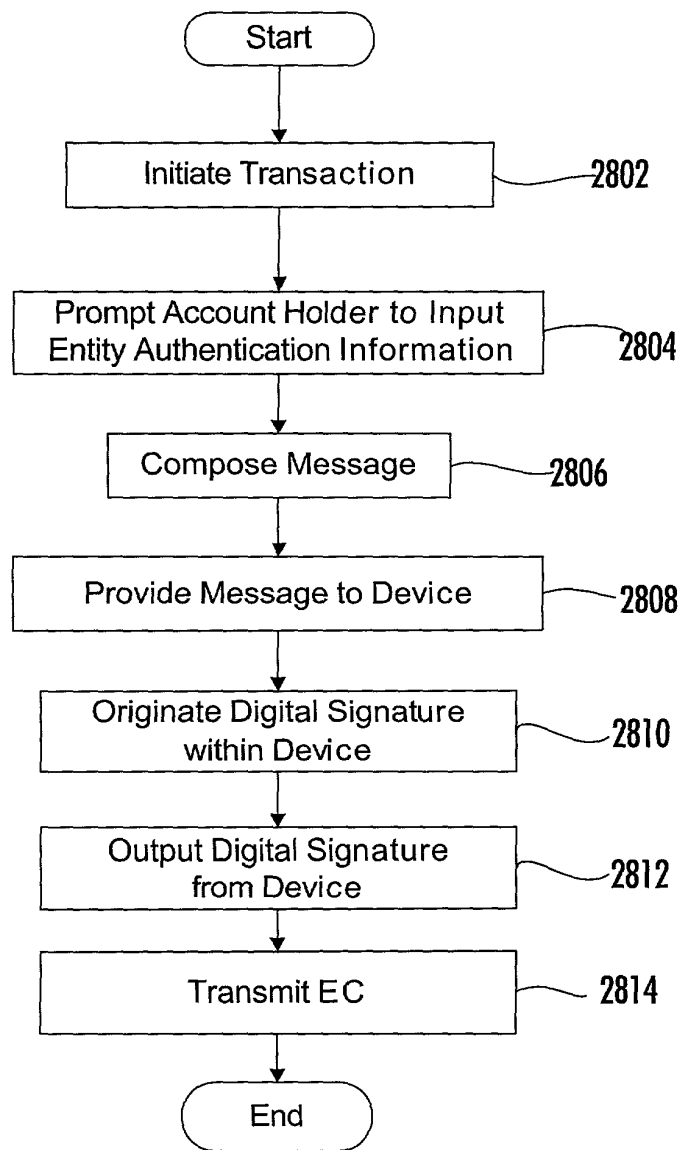 Start
Initiate Transaction
2802
Prompt Account Holder to Input
Entity Authentication Information
2804
Compose Message
2806
Provide Message to Device
2808
Originate Digital Signature
within Device
2810
Output Digital Signature
from Device
2812
Transmit EC
2814
End